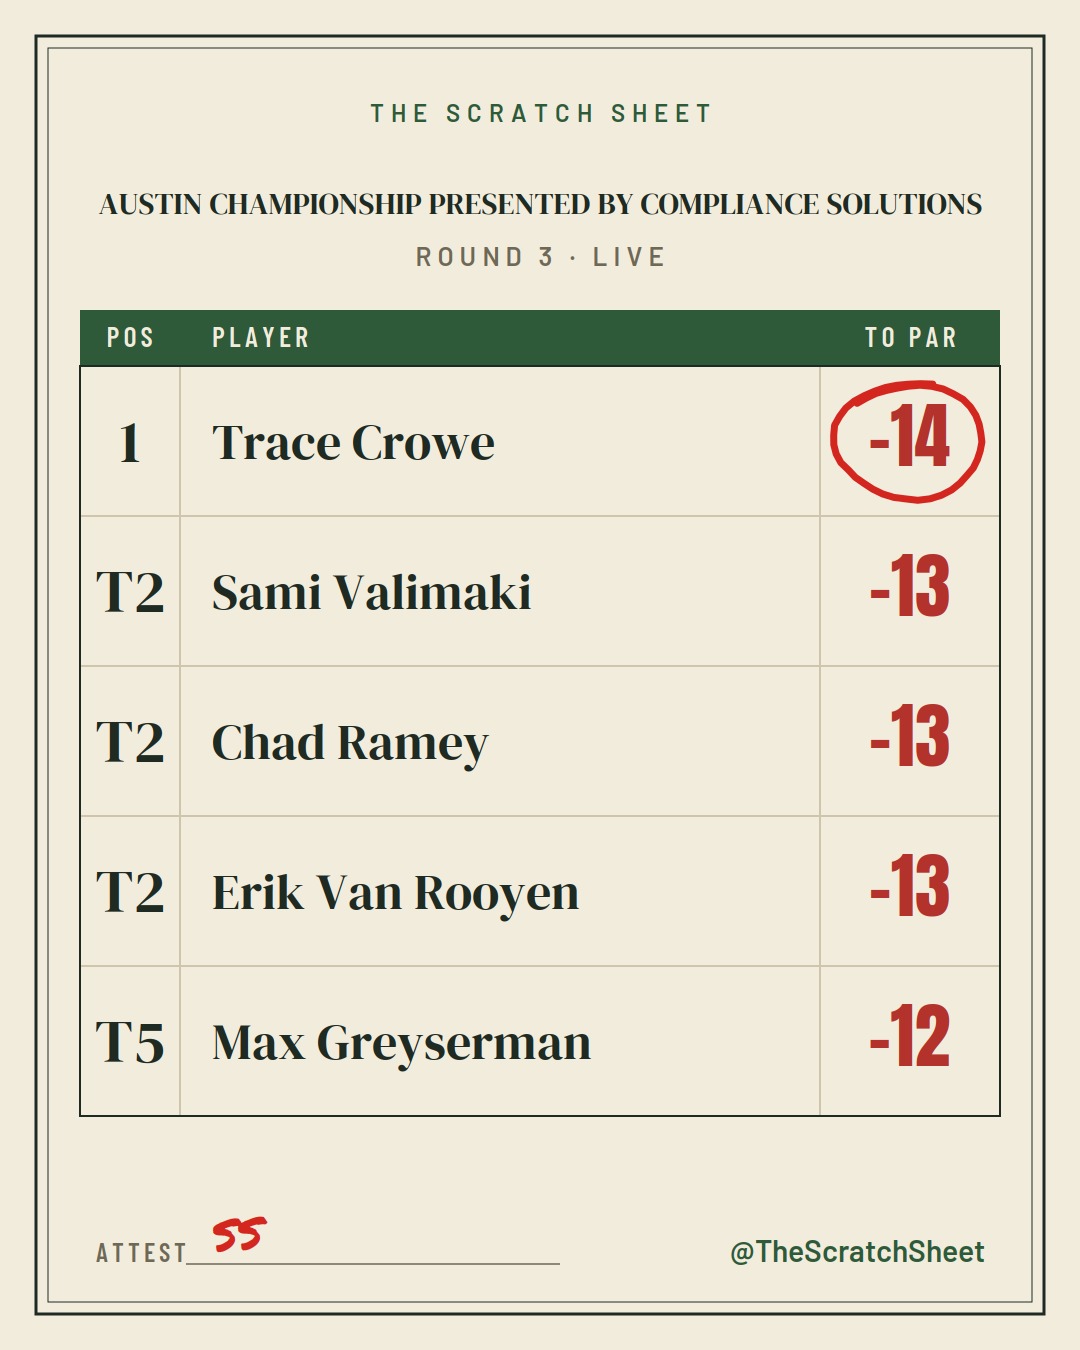 THE SCRATCH SHEET
AUSTIN CHAMPIONSHIP PRESENTED BY COMPLIANCE SOLUTIONS
ROUND 3 · LIVE
POS PLAYER TO PAR
1 Trace Crowe -14
T2 Sami Valimaki -13
T2 Chad Ramey -13
T2 Erik Van Rooyen -13
T5 Max Greyserman -12
ATTEST SS @TheScratchSheet